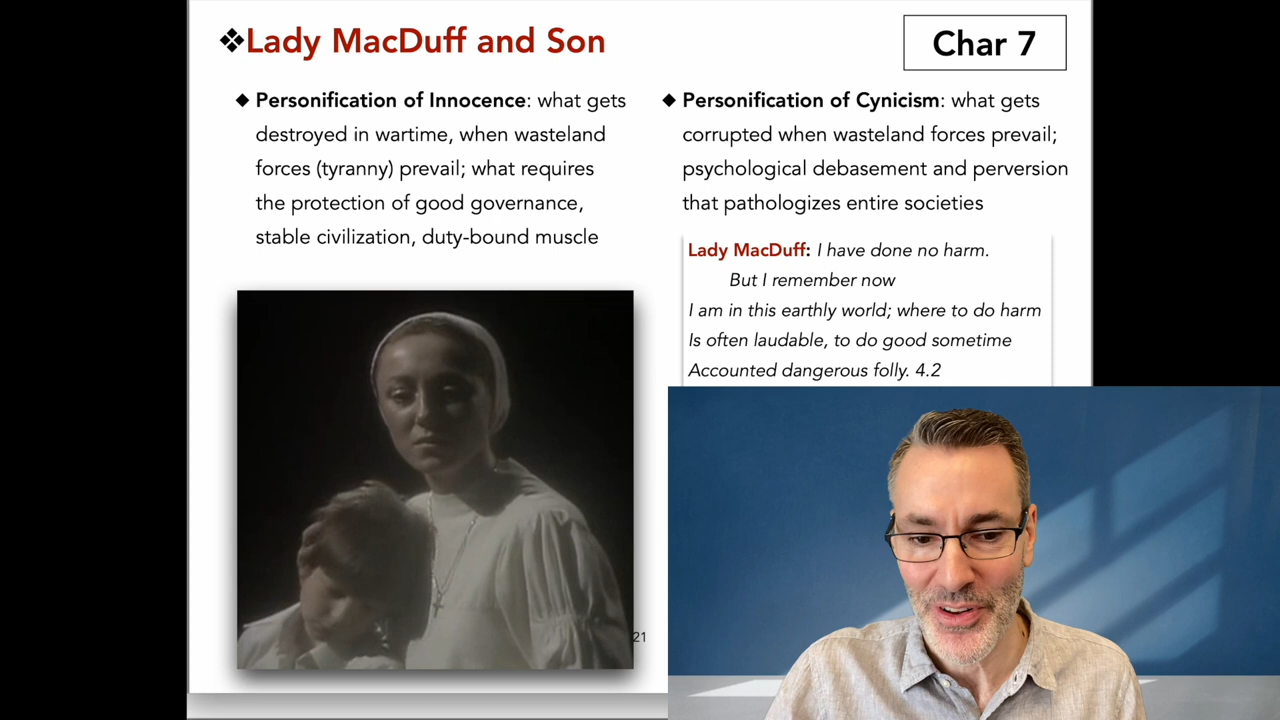 ❖Lady MacDuff and Son
Char 7
◆ Personification of Innocence: what gets
destroyed in wartime, when wasteland
forces (tyranny) prevail; what requires
the protection of good governance,
stable civilization, duty-bound muscle
◆ Personification of Cynicism: what gets
corrupted when wasteland forces prevail;
psychological debasement and perversion
that pathologizes entire societies
Lady MacDuff: I have done no harm.
But I remember now
I am in this earthly world; where to do harm
Is often laudable, to do good sometime
Accounted dangerous folly. 4.2
21